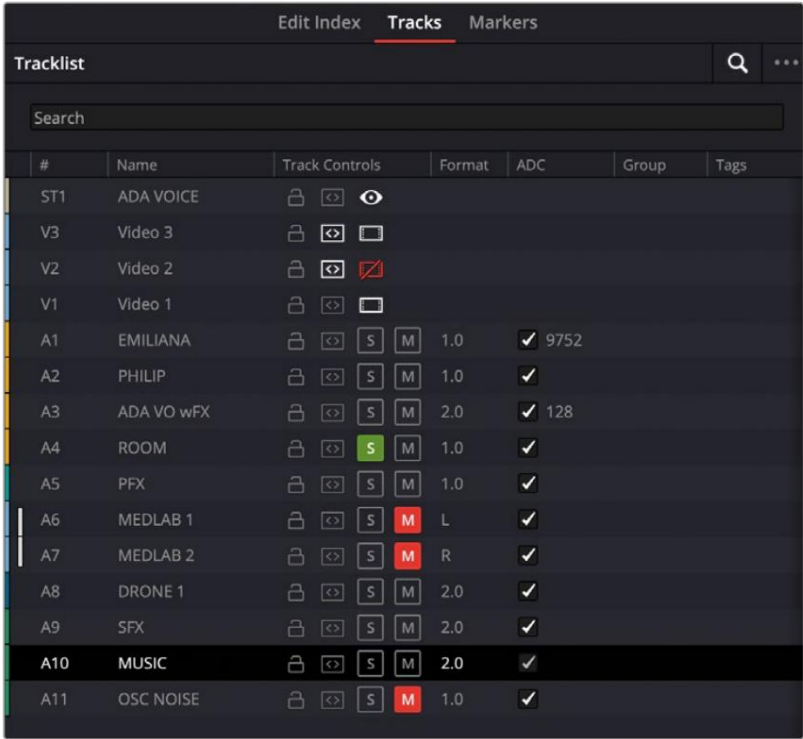 Edit Index Tracks Markers
Tracklist
Search
# Name Track Controls Format ADC Group Tags
ST1 ADA VOICE
V3 Video 3
V2 Video 2
V1 Video 1
A1 EMILIANA S M 1.0 9752
A2 PHILIP S M 1.0
A3 ADA VO wFX S M 2.0 128
A4 ROOM S M 1.0
A5 PFX S M 1.0
A6 MEDLAB 1 S M L
A7 MEDLAB 2 S M R
A8 DRONE 1 S M 2.0
A9 SFX S M 2.0
A10 MUSIC S M 2.0
A11 OSC NOISE S M 1.0